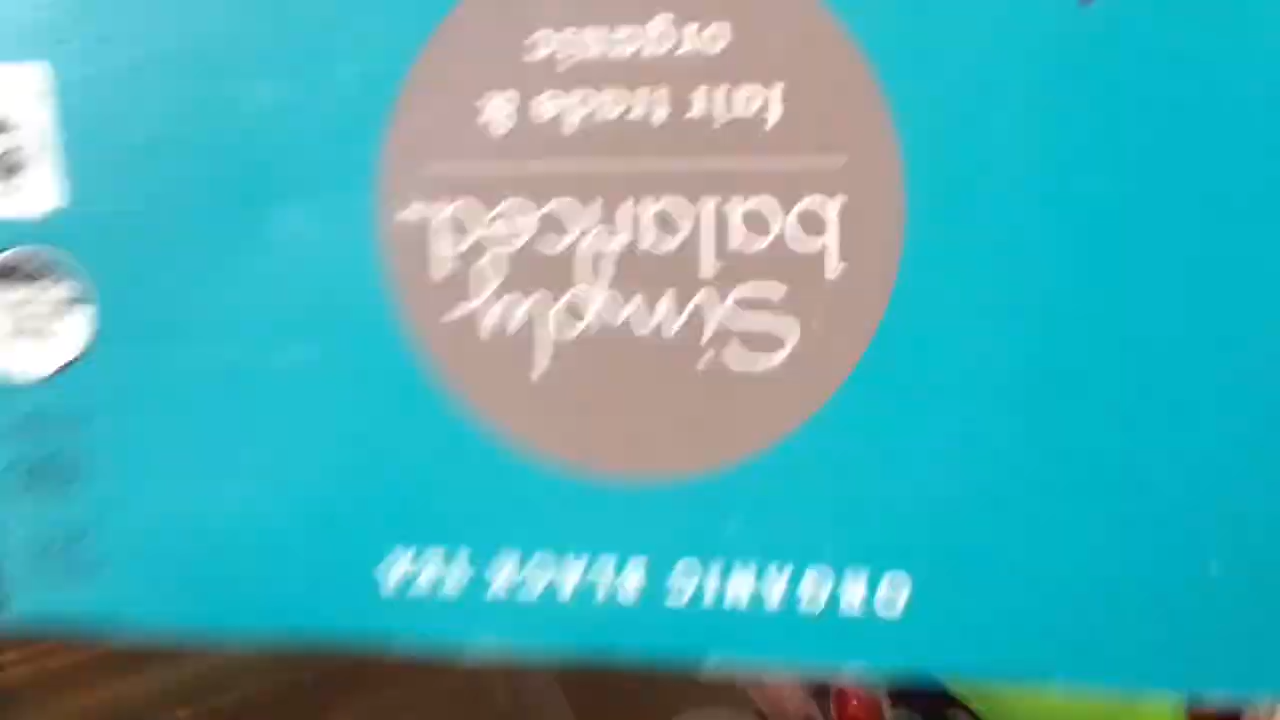 ORGANIC BLACK TEA
Simply
balanced.
fair trade &
organic